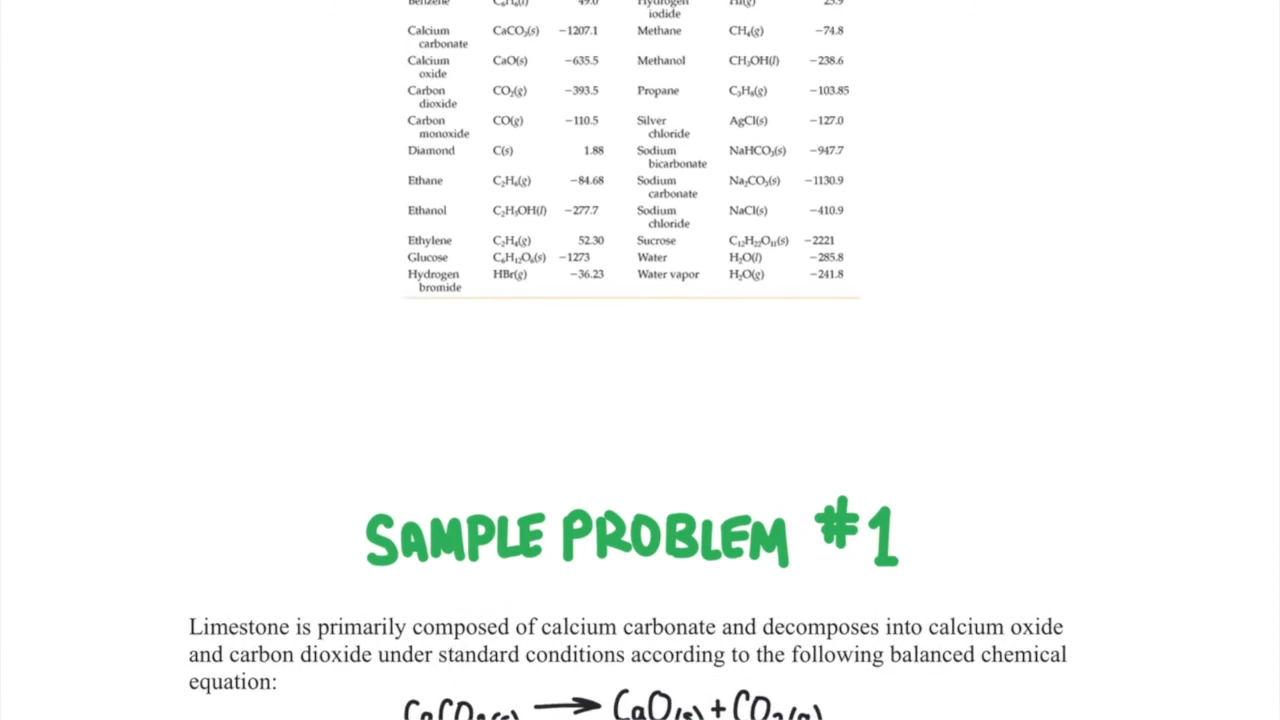 Calcium carbonate CaCO₃(s) −1207.1 Methane CH₄(g) −74.8
Calcium oxide CaO(s) −635.5 Methanol CH₃OH(l) −238.6
Carbon dioxide CO₂(g) −393.5 Propane C₃H₈(g) −103.85
Carbon monoxide CO(g) −110.5 Silver chloride AgCl(s) −127.0
Diamond C(s) 1.88 Sodium bicarbonate NaHCO₃(s) −947.7
Ethane C₂H₆(g) −84.68 Sodium carbonate Na₂CO₃(s) −1130.9
Ethanol C₂H₅OH(l) −277.7 Sodium chloride NaCl(s) −410.9
Ethylene C₂H₄(g) 52.30 Sucrose C₁₂H₂₂O₁₁(s) −2221
Glucose C₆H₁₂O₆(s) −1273 Water H₂O(l) −285.8
Hydrogen bromide HBr(g) −36.23 Water vapor H₂O(g) −241.8
SAMPLE PROBLEM #1
Limestone is primarily composed of calcium carbonate and decomposes into calcium oxide
and carbon dioxide under standard conditions according to the following balanced chemical
equation:
CaCO₃(s) → CaO(s) + CO₂(g)